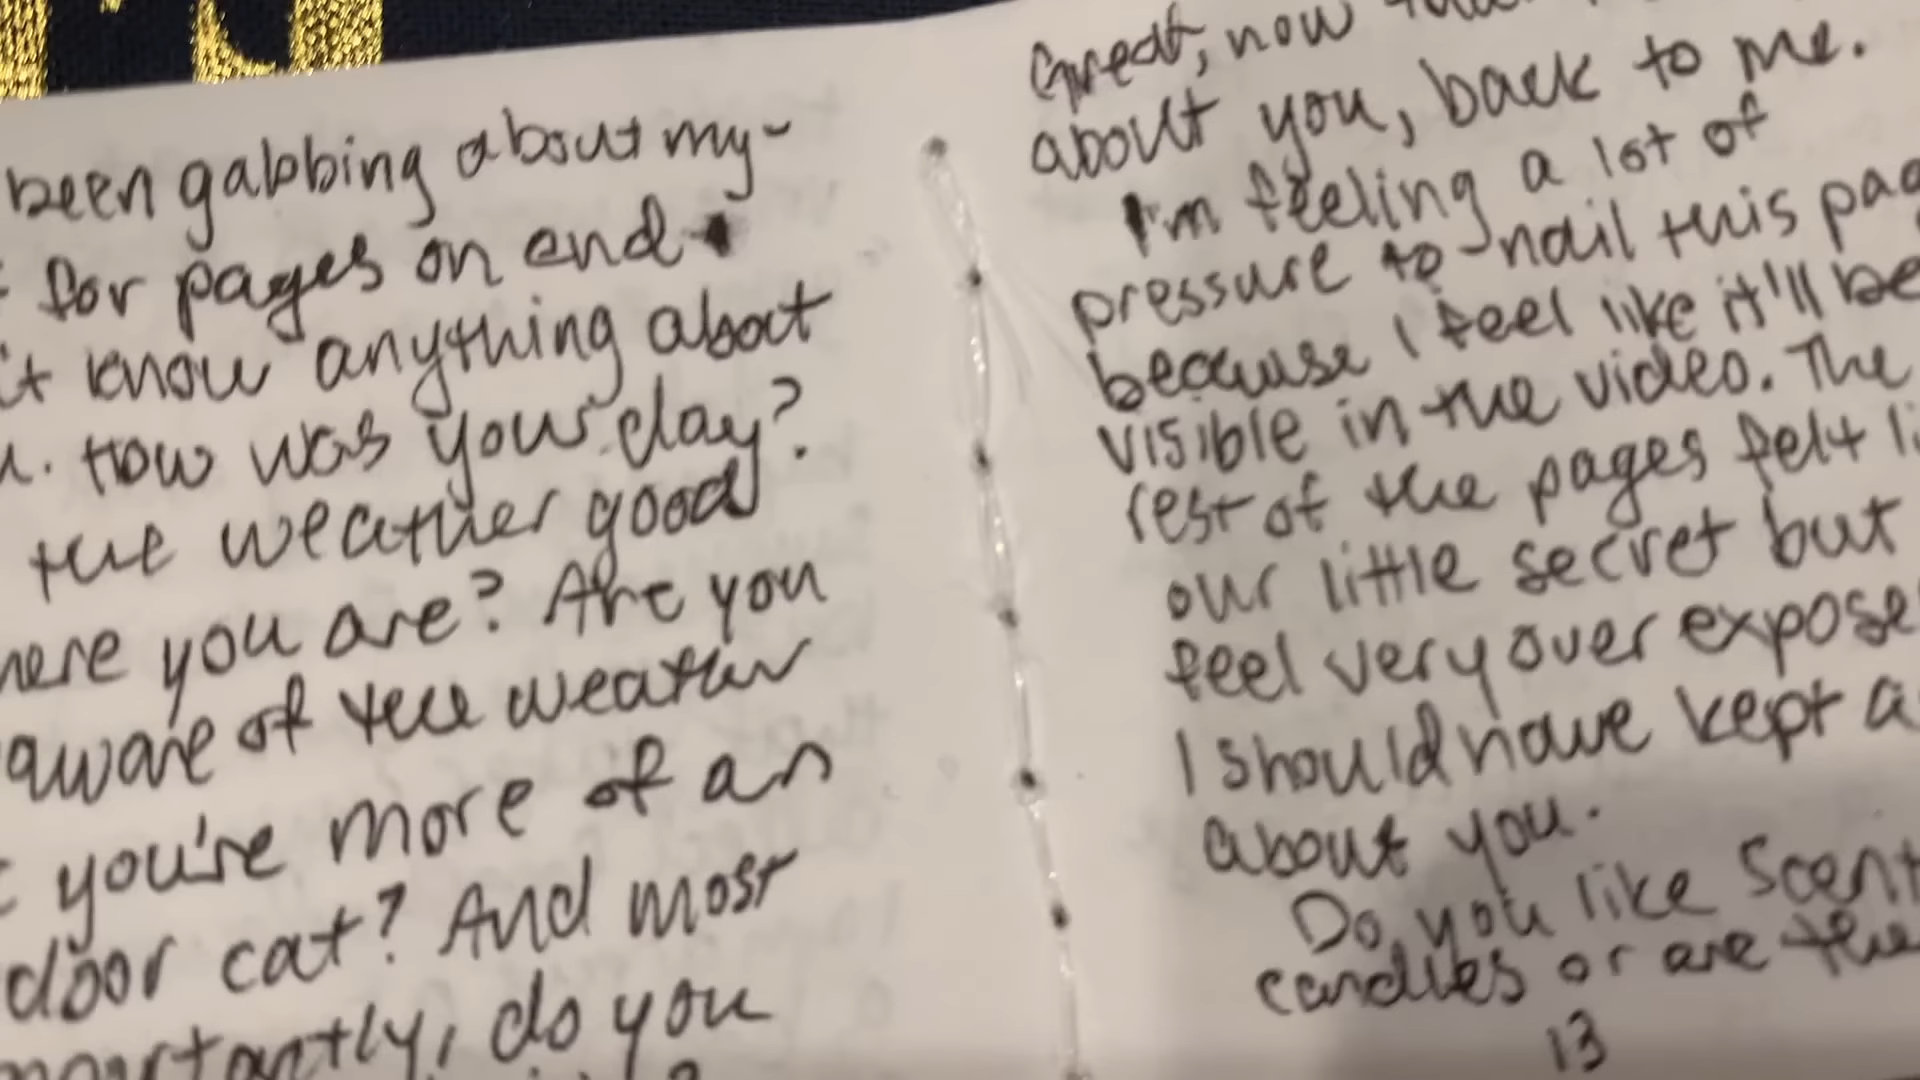 been gabbing about my-
for pages on end.
know anything about
How was your day?
the weather good
here you are? Are you
aware of the weather
you're more of an
door cat? And most
mportantly, do you
Great, now
about you, back to me.
I'm feeling a lot of
pressure to nail this pag
because I feel like it'll be
visible in the video. The
rest of the pages felt li
our little secret but
feel very over expose
I should have kept a
about you.
Do you like Scent
candles or are the
13